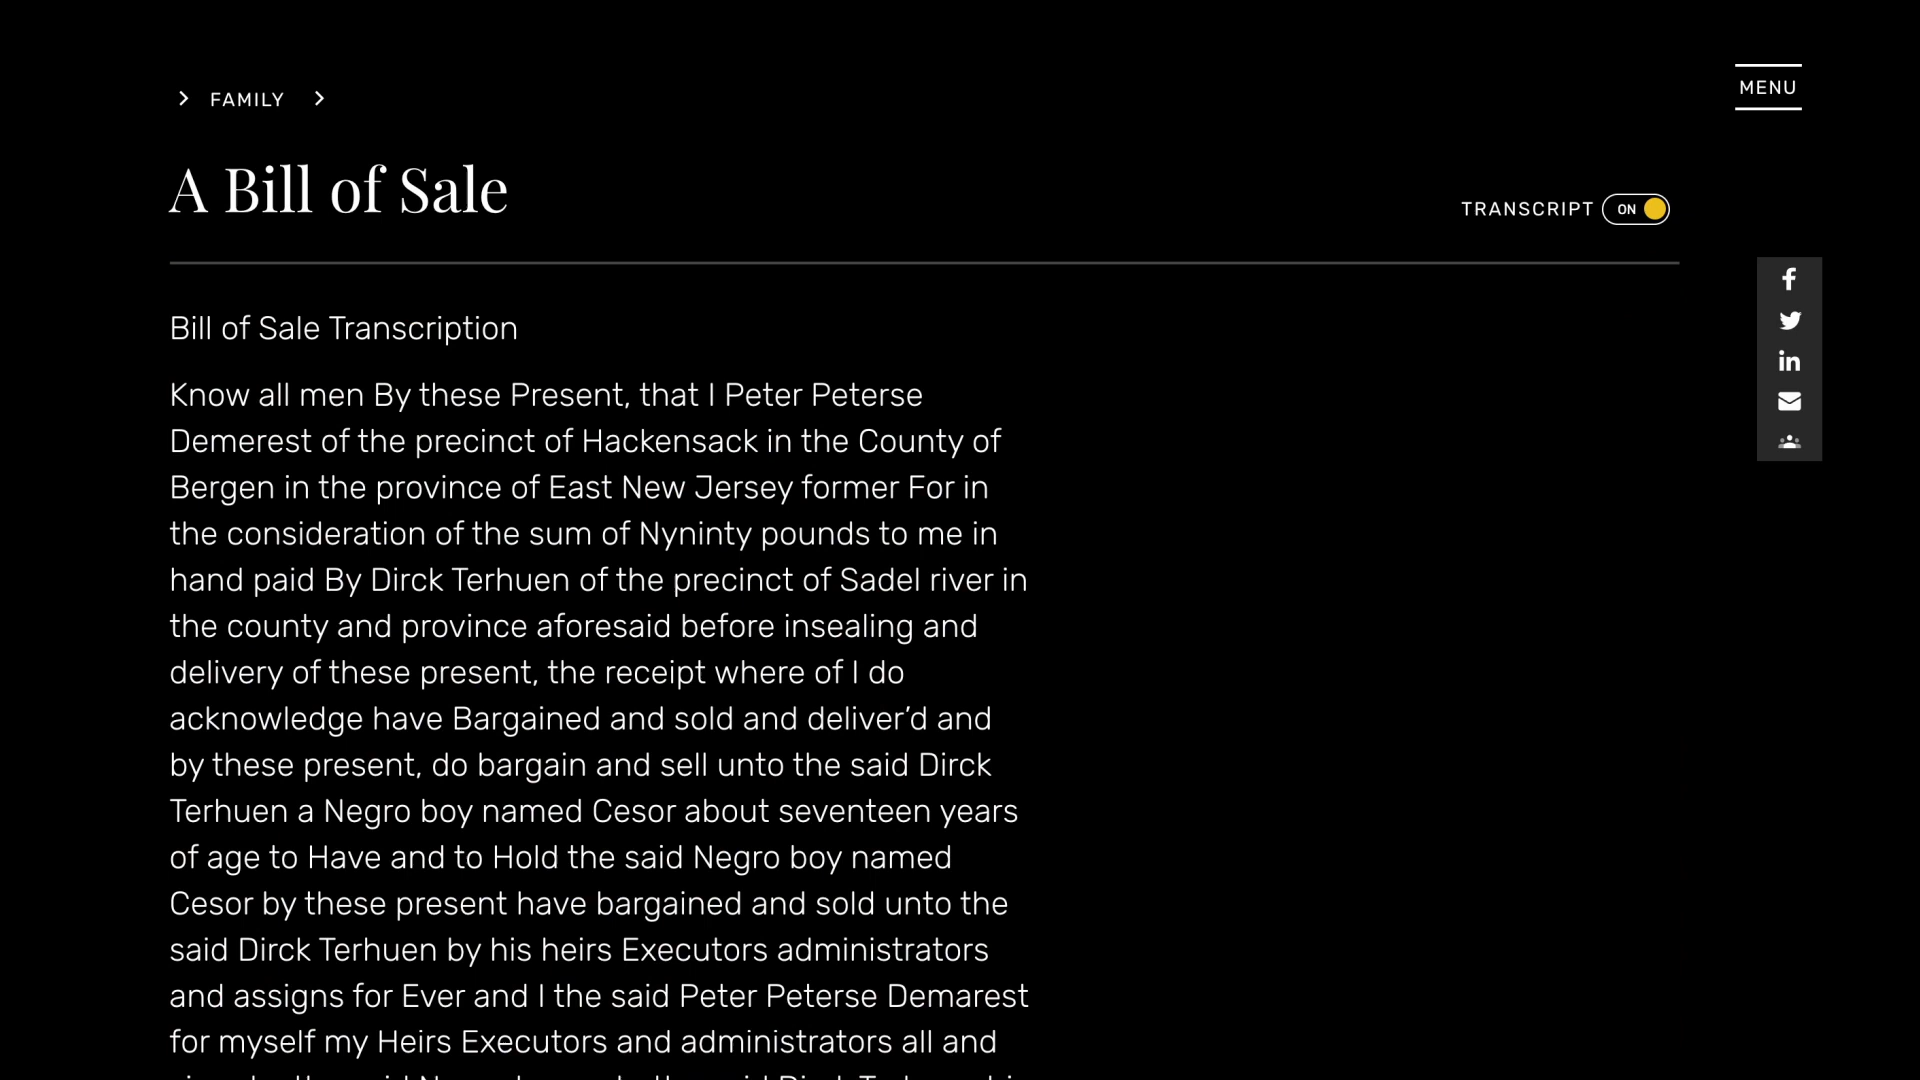 FAMILY
MENU
A Bill of Sale
TRANSCRIPT ON
Bill of Sale Transcription
Know all men By these Present, that I Peter Peterse
Demerest of the precinct of Hackensack in the County of
Bergen in the province of East New Jersey former For in
the consideration of the sum of Nyninty pounds to me in
hand paid By Dirck Terhuen of the precinct of Sadel river in
the county and province aforesaid before insealing and
delivery of these present, the receipt where of I do
acknowledge have Bargained and sold and deliver’d and
by these present, do bargain and sell unto the said Dirck
Terhuen a Negro boy named Cesor about seventeen years
of age to Have and to Hold the said Negro boy named
Cesor by these present have bargained and sold unto the
said Dirck Terhuen by his heirs Executors administrators
and assigns for Ever and I the said Peter Peterse Demarest
for myself my Heirs Executors and administrators all and